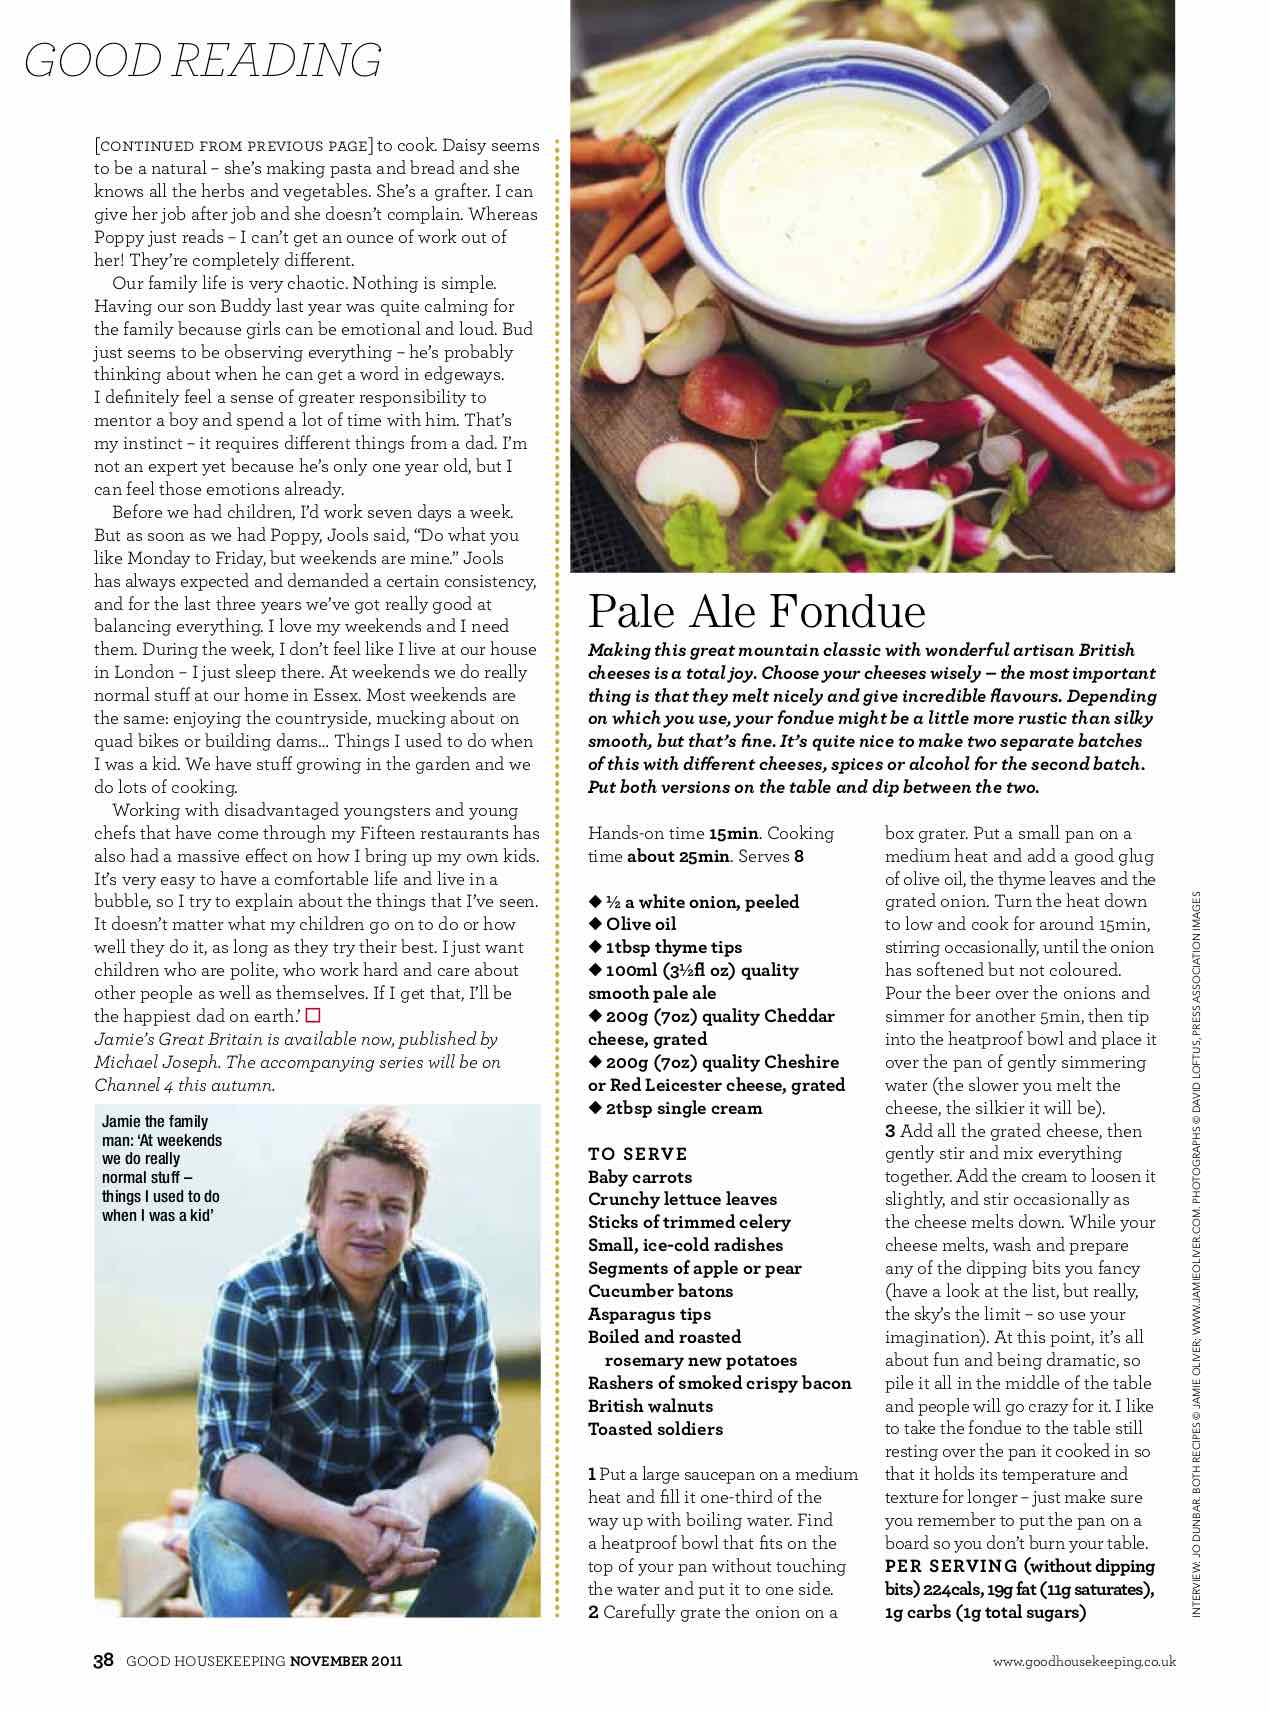 GOOD READING
[CONTINUED FROM PREVIOUS PAGE] to cook. Daisy seems
to be a natural – she's making pasta and bread and she
knows all the herbs and vegetables. She's a grafter. I can
give her job after job and she doesn't complain. Whereas
Poppy just reads – I can't get an ounce of work out of
her! They're completely different.
Our family life is very chaotic. Nothing is simple.
Having our son Buddy last year was quite calming for
the family because girls can be emotional and loud. Bud
just seems to be observing everything – he's probably
thinking about when he can get a word in edgeways.
I definitely feel a sense of greater responsibility to
mentor a boy and spend a lot of time with him. That's
my instinct – it requires different things from a dad. I'm
not an expert yet because he's only one year old, but I
can feel those emotions already.
Before we had children, I'd work seven days a week.
But as soon as we had Poppy, Jools said, “Do what you
like Monday to Friday, but weekends are mine.” Jools
has always expected and demanded a certain consistency,
and for the last three years we've got really good at
balancing everything. I love my weekends and I need
them. During the week, I don't feel like I live at our house
in London – I just sleep there. At weekends we do really
normal stuff at our home in Essex. Most weekends are
the same: enjoying the countryside, mucking about on
quad bikes or building dams... Things I used to do when
I was a kid. We have stuff growing in the garden and we
do lots of cooking.
Working with disadvantaged youngsters and young
chefs that have come through my Fifteen restaurants has
also had a massive effect on how I bring up my own kids.
It's very easy to have a comfortable life and live in a
bubble, so I try to explain about the things that I've seen.
It doesn't matter what my children go on to do or how
well they do it, as long as they try their best. I just want
children who are polite, who work hard and care about
other people as well as themselves. If I get that, I'll be
the happiest dad on earth.'
Jamie's Great Britain is available now, published by
Michael Joseph. The accompanying series will be on
Channel 4 this autumn.
Jamie the family
man: ‘At weekends
we do really
normal stuff –
things I used to do
when I was a kid’
Pale Ale Fondue
Making this great mountain classic with wonderful artisan British
cheeses is a total joy. Choose your cheeses wisely – the most important
thing is that they melt nicely and give incredible flavours. Depending
on which you use, your fondue might be a little more rustic than silky
smooth, but that's fine. It's quite nice to make two separate batches
of this with different cheeses, spices or alcohol for the second batch.
Put both versions on the table and dip between the two.
Hands-on time 15min. Cooking
time about 25min. Serves 8
◆ ½ a white onion, peeled
◆ Olive oil
◆ 1tbsp thyme tips
◆ 100ml (3½fl oz) quality
smooth pale ale
◆ 200g (7oz) quality Cheddar
cheese, grated
◆ 200g (7oz) quality Cheshire
or Red Leicester cheese, grated
◆ 2tbsp single cream
TO SERVE
Baby carrots
Crunchy lettuce leaves
Sticks of trimmed celery
Small, ice-cold radishes
Segments of apple or pear
Cucumber batons
Asparagus tips
Boiled and roasted
rosemary new potatoes
Rashers of smoked crispy bacon
British walnuts
Toasted soldiers
1 Put a large saucepan on a medium
heat and fill it one-third of the
way up with boiling water. Find
a heatproof bowl that fits on the
top of your pan without touching
the water and put it to one side.
2 Carefully grate the onion on a
box grater. Put a small pan on a
medium heat and add a good glug
of olive oil, the thyme leaves and the
grated onion. Turn the heat down
to low and cook for around 15min,
stirring occasionally, until the onion
has softened but not coloured.
Pour the beer over the onions and
simmer for another 5min, then tip
into the heatproof bowl and place it
over the pan of gently simmering
water (the slower you melt the
cheese, the silkier it will be).
3 Add all the grated cheese, then
gently stir and mix everything
together. Add the cream to loosen it
slightly, and stir occasionally as
the cheese melts down. While your
cheese melts, wash and prepare
any of the dipping bits you fancy
(have a look at the list, but really,
the sky's the limit – so use your
imagination). At this point, it's all
about fun and being dramatic, so
pile it all in the middle of the table
and people will go crazy for it. I like
to take the fondue to the table still
resting over the pan it cooked in so
that it holds its temperature and
texture for longer – just make sure
you remember to put the pan on a
board so you don't burn your table.
PER SERVING (without dipping
bits) 224cals, 19g fat (11g saturates),
1g carbs (1g total sugars)
INTERVIEW: JO DUNBAR. BOTH RECIPES © JAMIE OLIVER; WWW.JAMIEOLIVER.COM. PHOTOGRAPHS © DAVID LOFTUS, PRESS ASSOCIATION IMAGES
38 GOOD HOUSEKEEPING NOVEMBER 2011
www.goodhousekeeping.co.uk